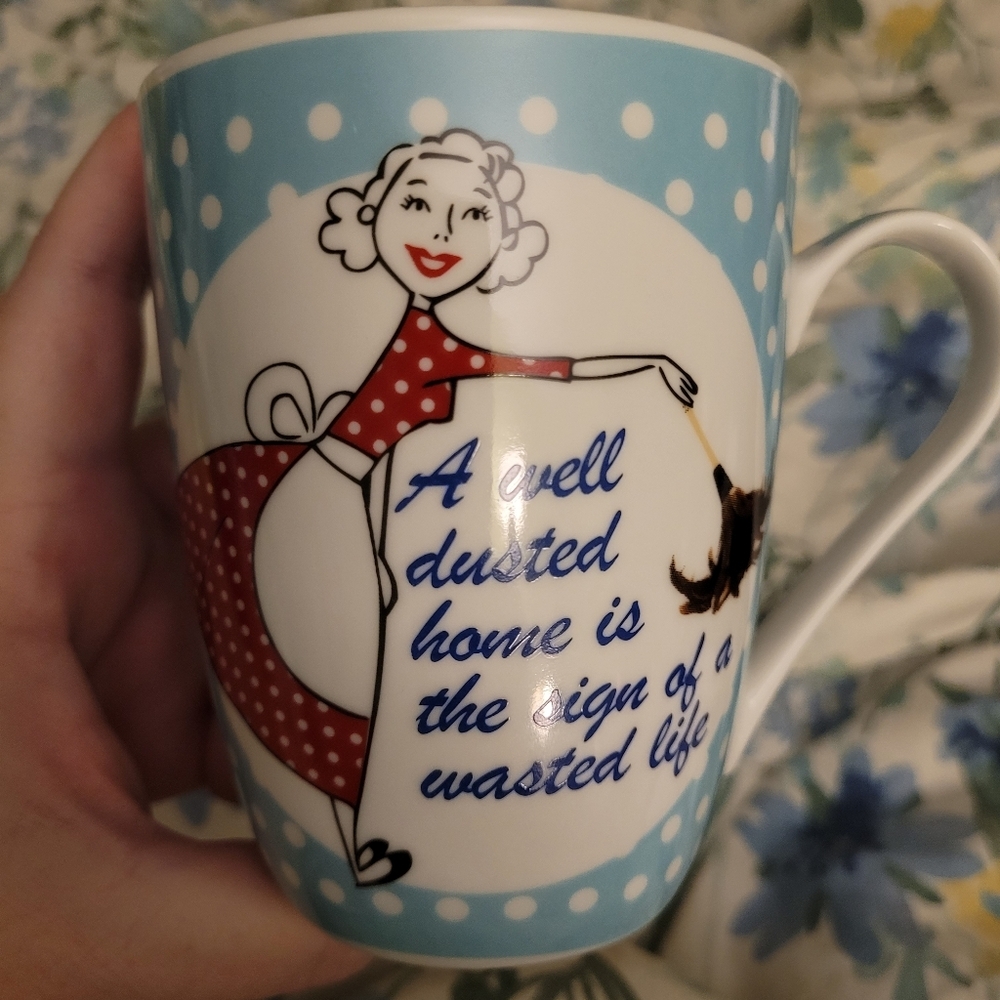 A well
dusted
home is
the sign of a
wasted life